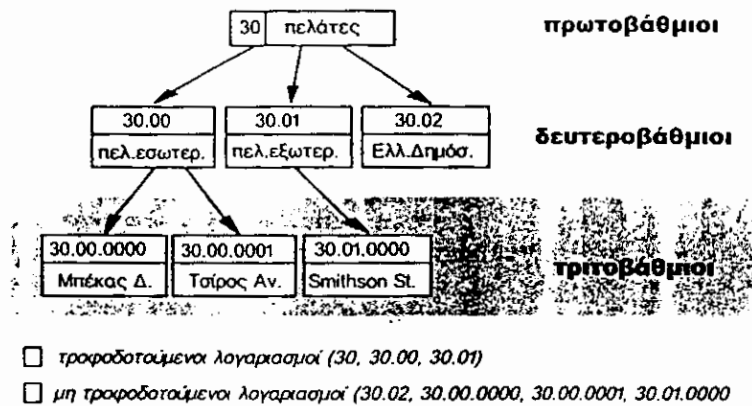 30 πελάτες πρωτοβάθμιοι
30.00 30.01 30.02
πελ.εσωτερ. πελ.εξωτερ. Ελλ.Δημόσ. δευτεροβάθμιοι
30.00.0000 30.00.0001 30.01.0000
Μπέκας Δ. Τσίρος Αν. Smithson St. τριτοβάθμιοι
τροφοδοτούμενοι λογαριασμοί (30, 30.00, 30.01)
μη τροφοδοτούμενοι λογαριασμοί (30.02, 30.00.0000, 30.00.0001, 30.01.0000